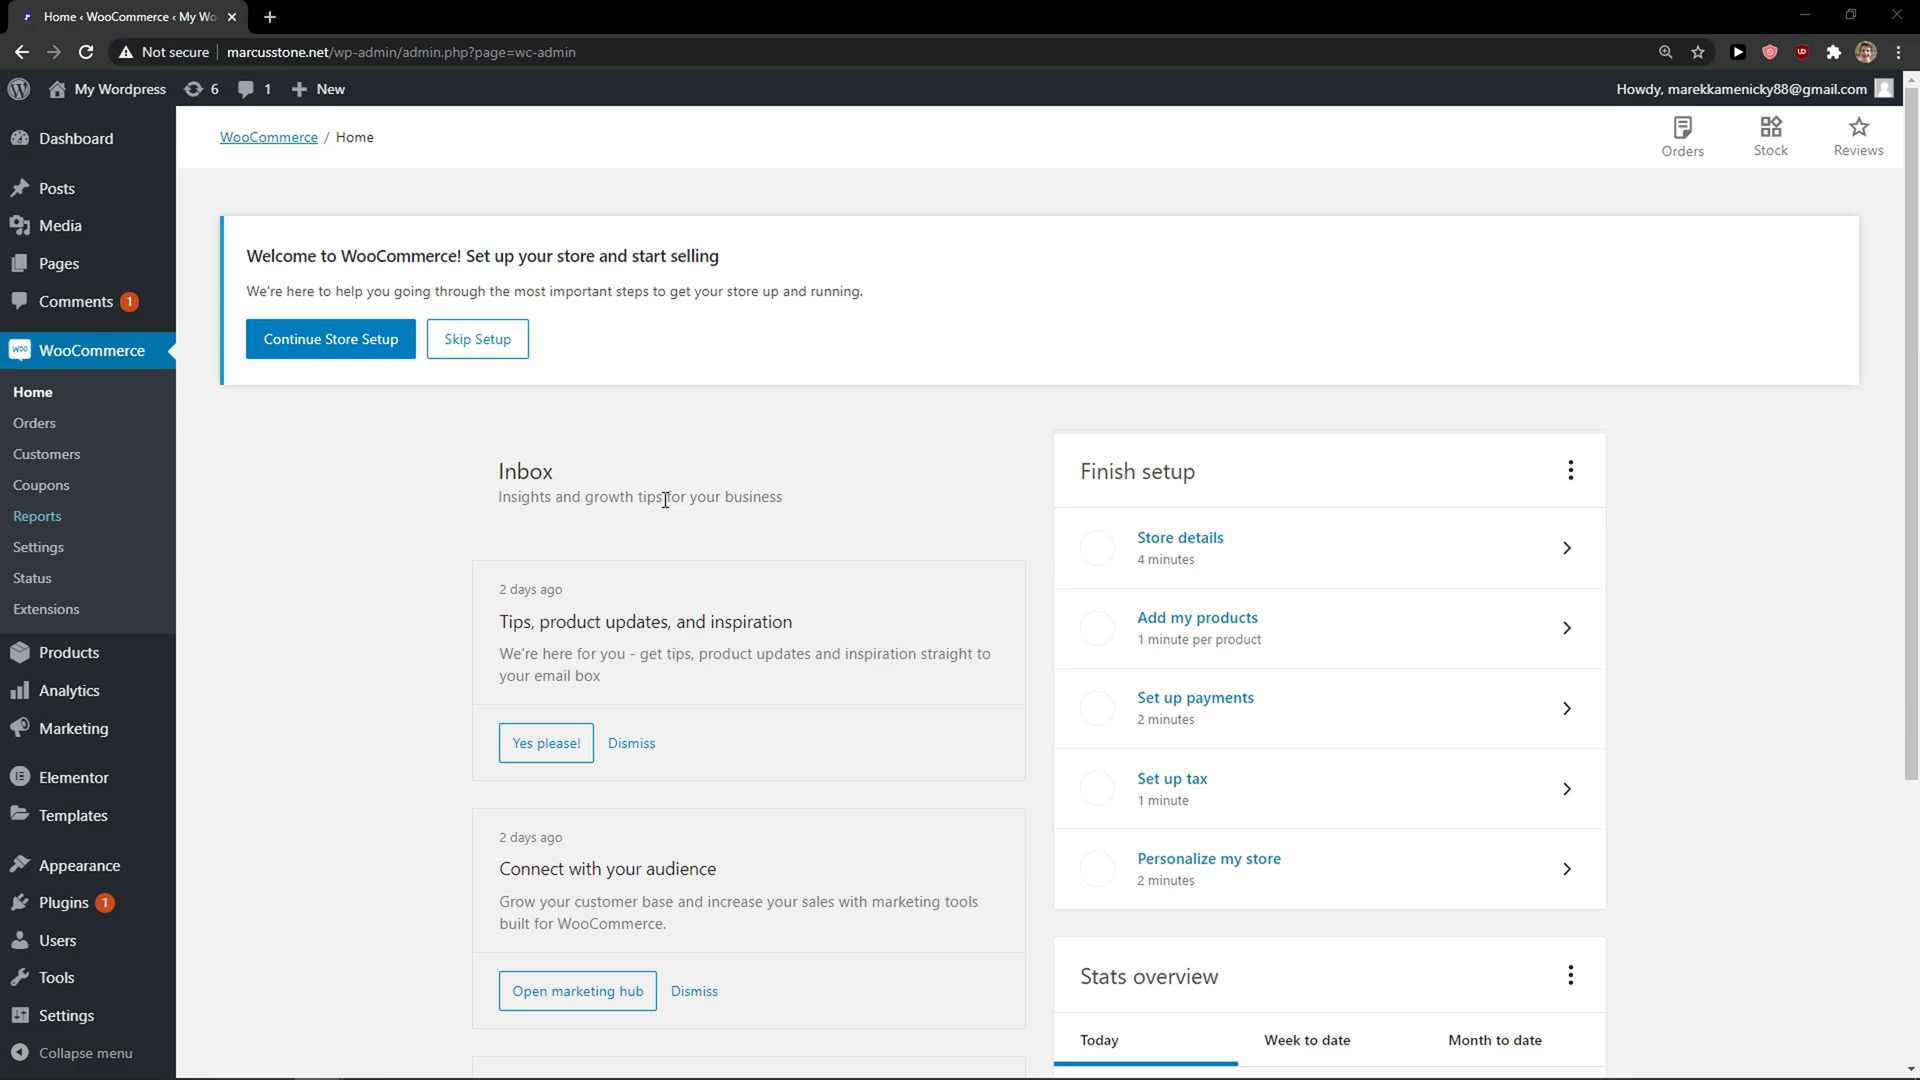 Home ‹ WooCommerce ‹ My Wo
Not secure
marcusstone.net/wp-admin/admin.php?page=wc-admin
My Wordpress
6
1
New
Howdy, marekkamenicky88@gmail.com
Dashboard
Posts
Media
Pages
Comments 1
WooCommerce
Home
Orders
Customers
Coupons
Reports
Settings
Status
Extensions
Products
Analytics
Marketing
Elementor
Templates
Appearance
Plugins 1
Users
Tools
Settings
Collapse menu
WooCommerce / Home
Orders
Stock
Reviews
Welcome to WooCommerce! Set up your store and start selling
We're here to help you going through the most important steps to get your store up and running.
Continue Store Setup
Skip Setup
Inbox
Insights and growth tips for your business
2 days ago
Tips, product updates, and inspiration
We're here for you - get tips, product updates and inspiration straight to
your email box
Yes please!
Dismiss
2 days ago
Connect with your audience
Grow your customer base and increase your sales with marketing tools
built for WooCommerce.
Open marketing hub
Dismiss
Finish setup
Store details
4 minutes
Add my products
1 minute per product
Set up payments
2 minutes
Set up tax
1 minute
Personalize my store
2 minutes
Stats overview
Today
Week to date
Month to date